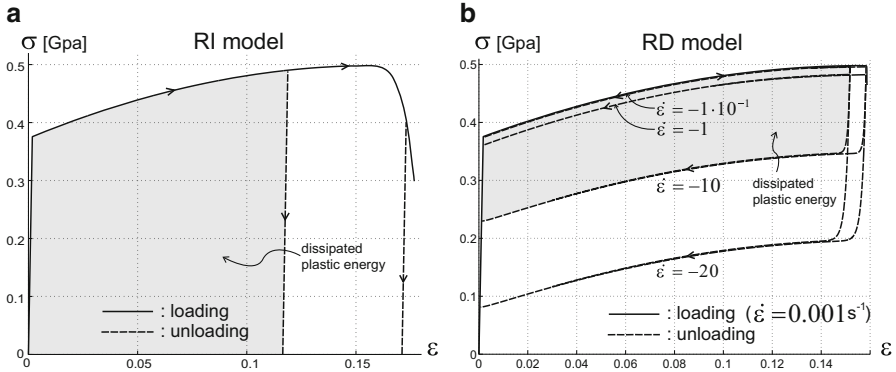 a
σ [Gpa]
RI model
0.5
0.4
0.3
0.2
0.1
0
0.05
0.1
0.15
ε
dissipated
plastic energy
: loading
: unloading
b
σ [Gpa]
RD model
0.5
0.4
0.3
0.2
0.1
0
0
0.02
0.04
0.06
0.08
0.1
0.12
0.14
ε
ε̇ = −1·10⁻¹
ε̇ = −1
ε̇ = −10
ε̇ = −20
dissipated
plastic energy
: loading (ε̇ = 0.001s⁻¹)
: unloading